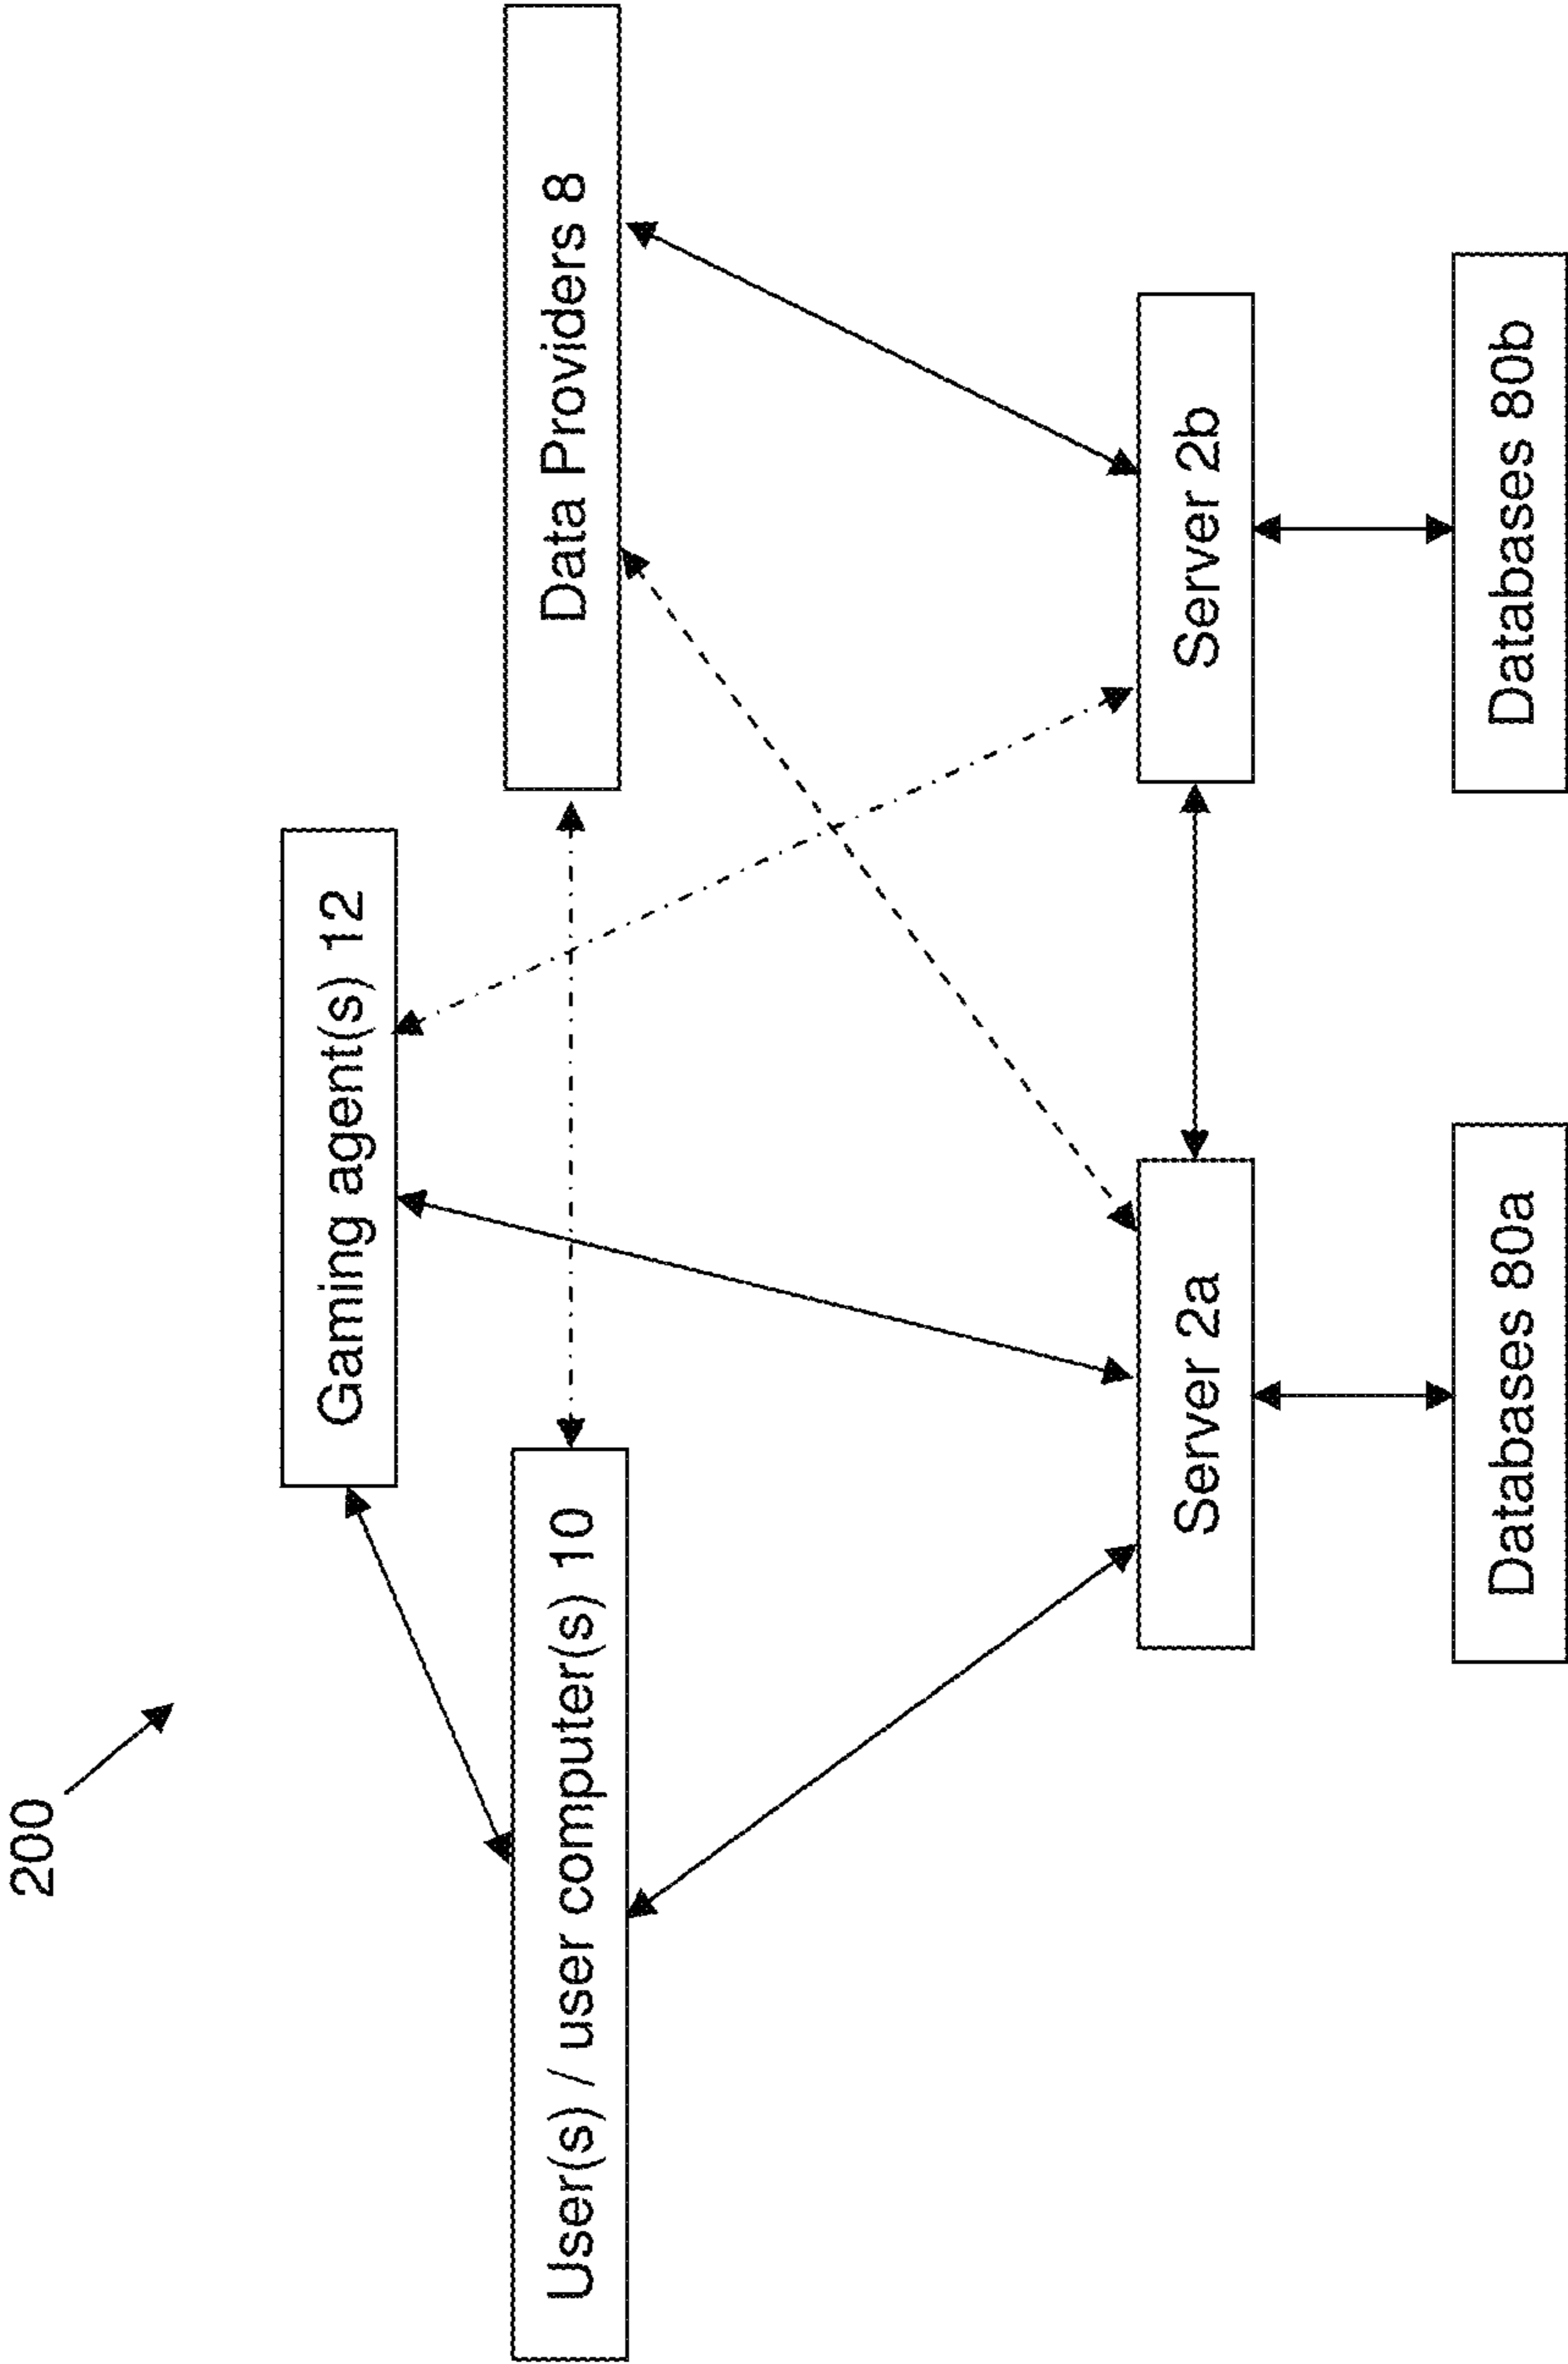 200
Gaming agent(s) 12
User(s) / user computer(s) 10
Data Providers 8
Server 2a
Server 2b
Databases 80a
Databases 80b